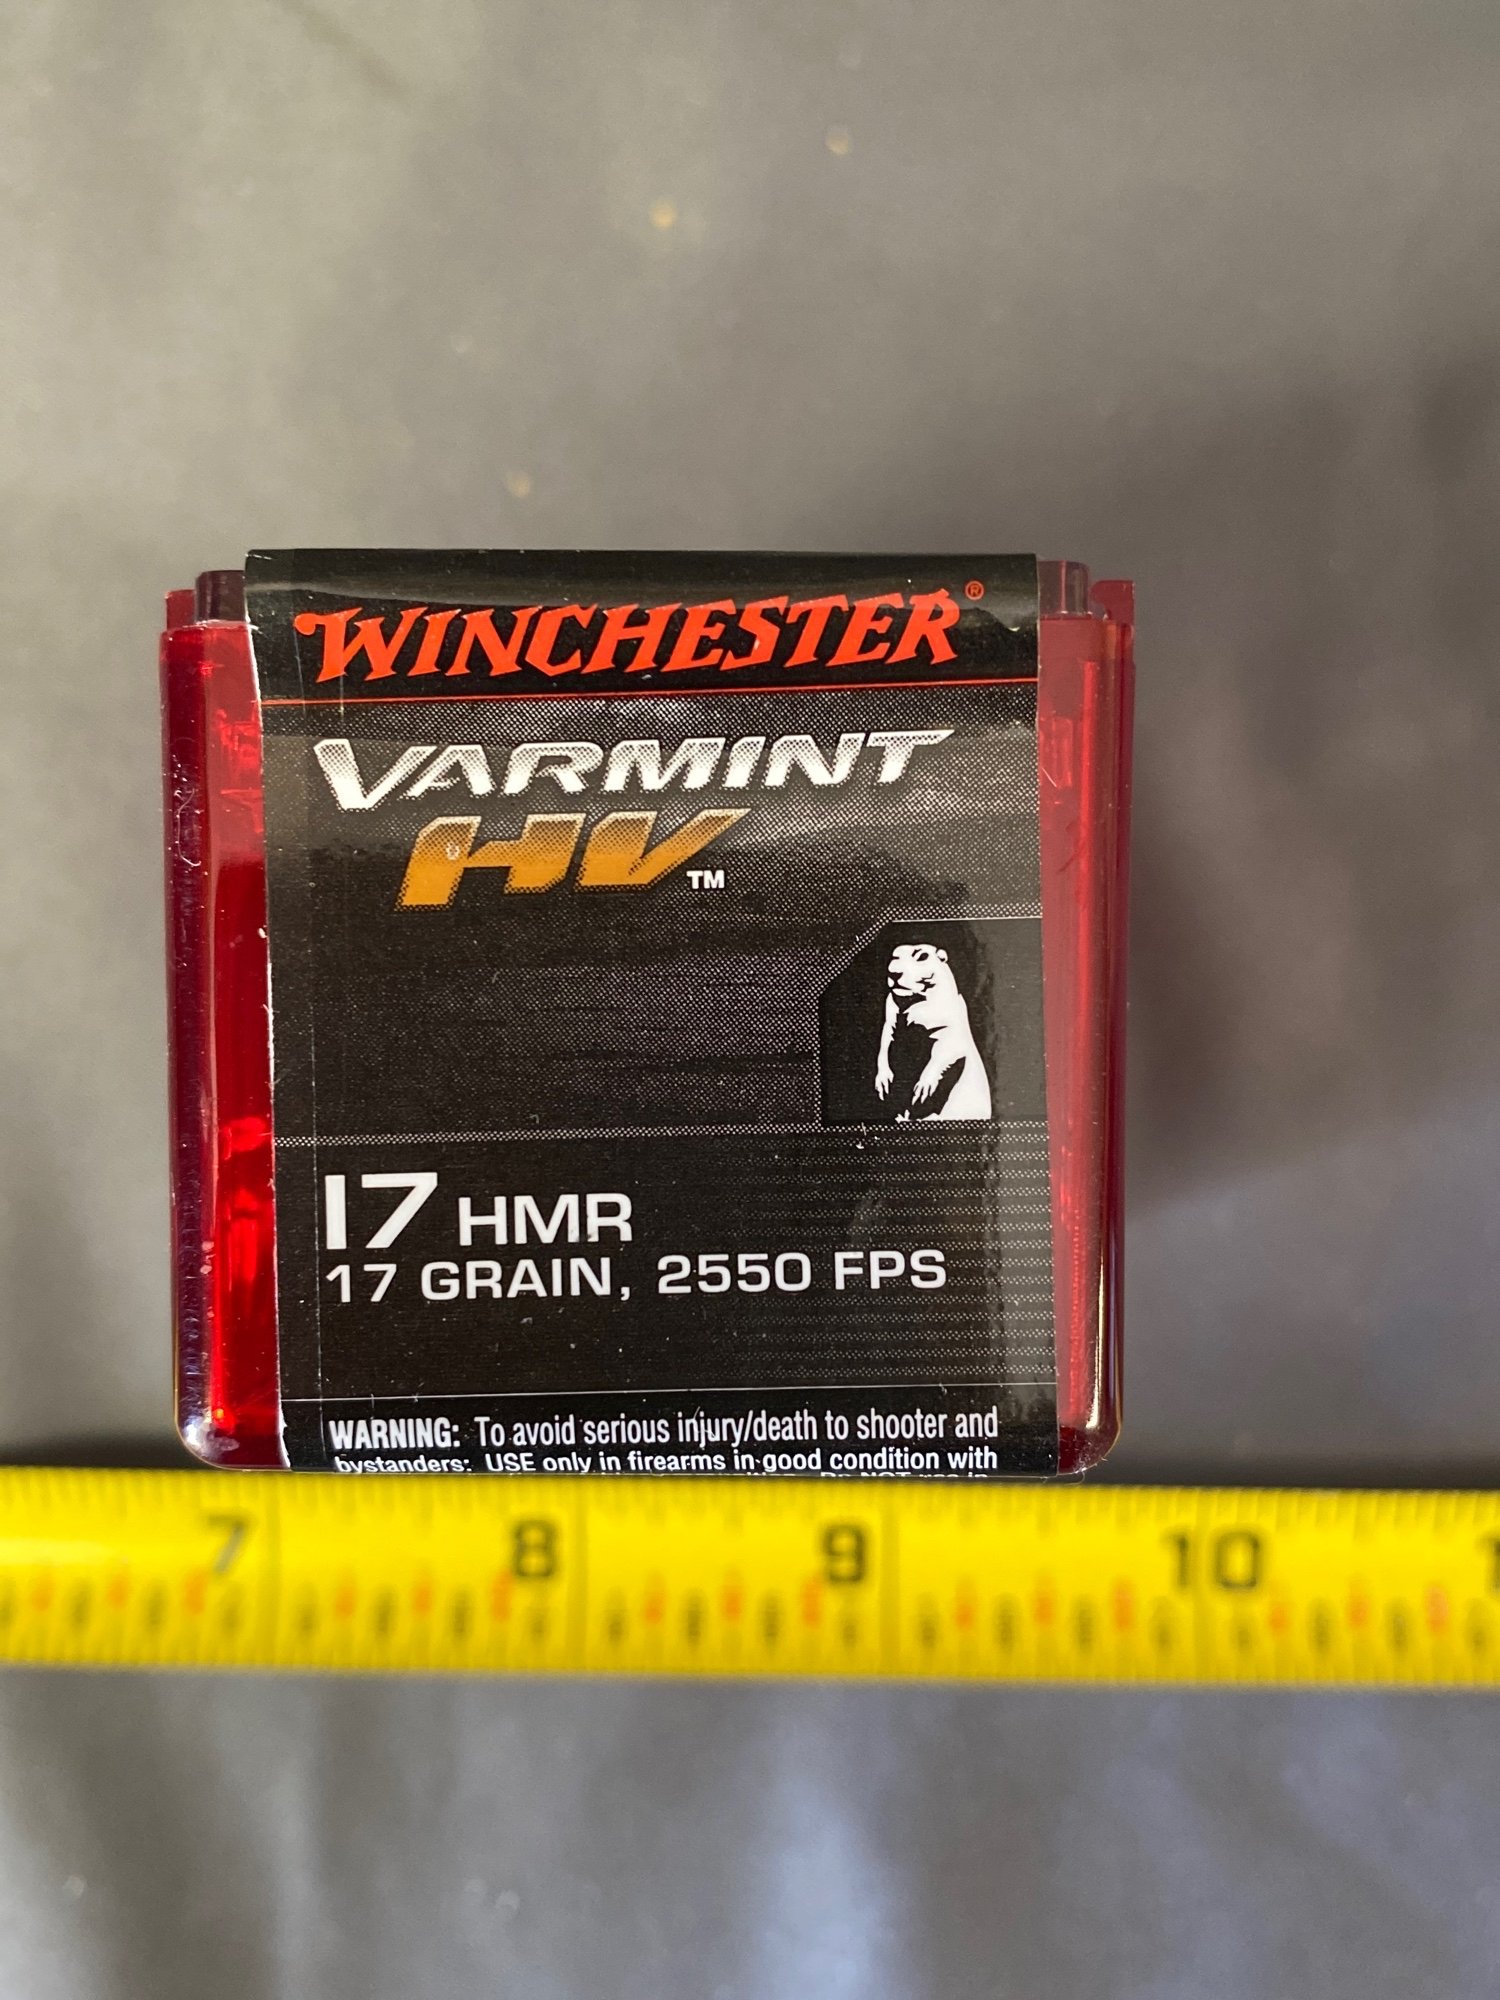 WINCHESTER®
VARMINT
HV™
17 HMR
17 GRAIN, 2550 FPS
WARNING: To avoid serious injury/death to shooter and
bystanders: USE only in firearms in good condition with
7 8 9 10